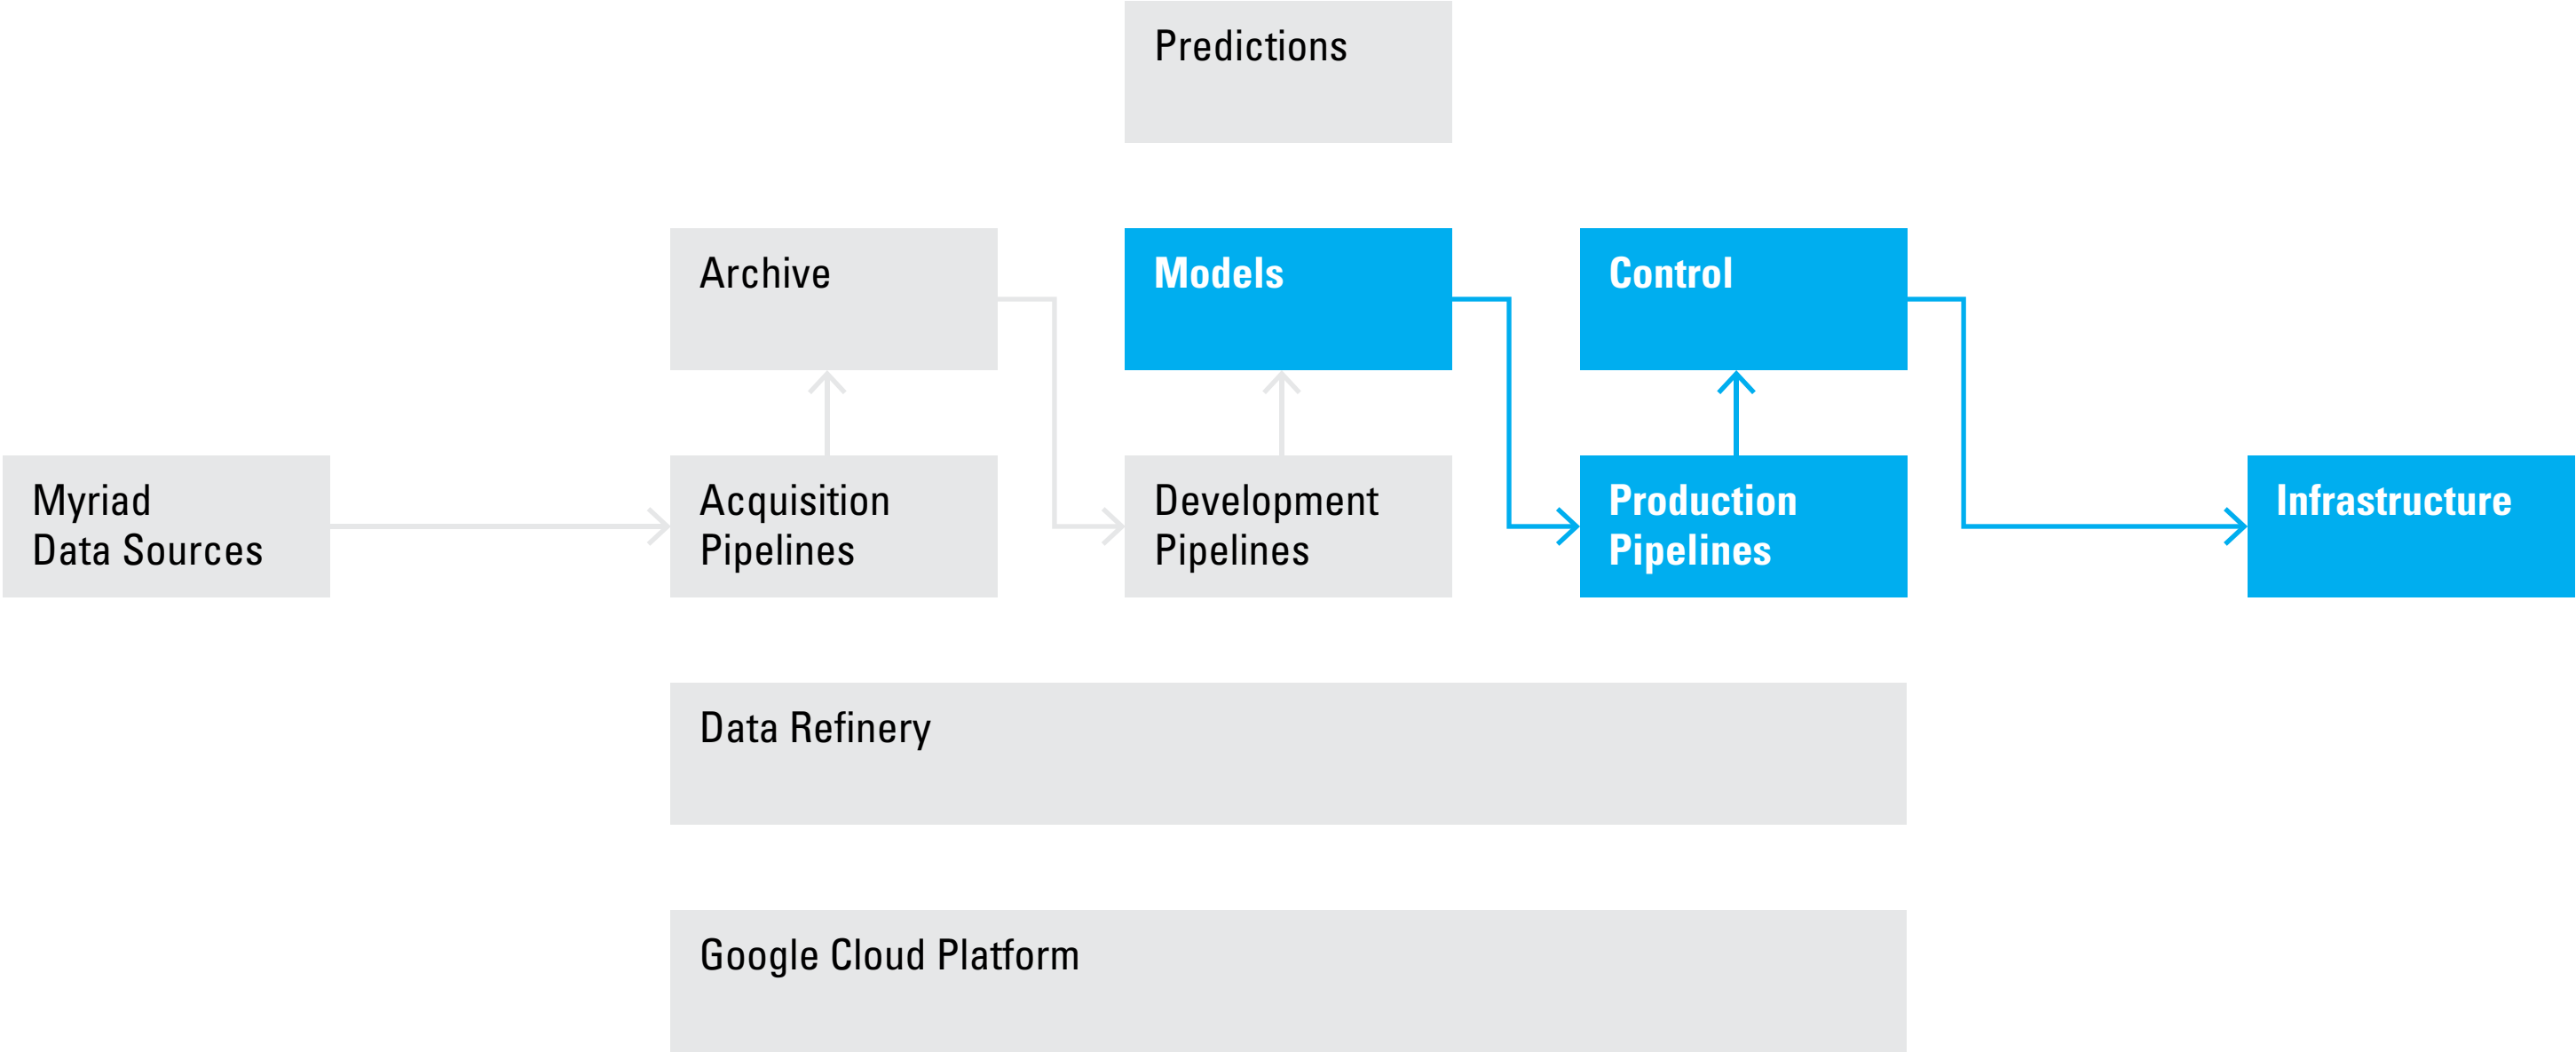 Predictions
Archive
Models
Control
Myriad
Data Sources
Acquisition
Pipelines
Development
Pipelines
Production
Pipelines
Infrastructure
Data Refinery
Google Cloud Platform